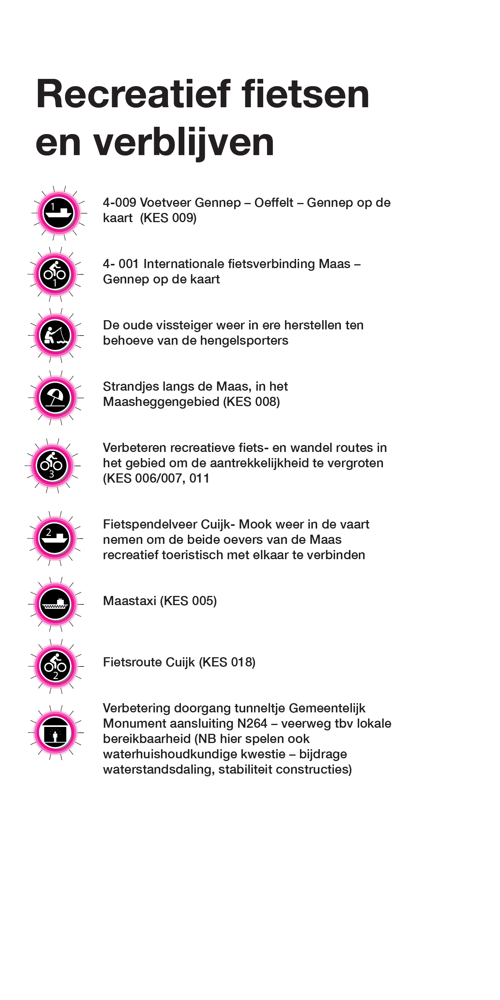 Recreatief fietsen
en verblijven
1
4-009 Voetveer Gennep – Oeffelt – Gennep op de
kaart  (KES 009)
1
4- 001 Internationale fietsverbinding Maas –
Gennep op de kaart
De oude vissteiger weer in ere herstellen ten
behoeve van de hengelsporters
Strandjes langs de Maas, in het
Maasheggengebied (KES 008)
3
Verbeteren recreatieve fiets- en wandel routes in
het gebied om de aantrekkelijkheid te vergroten
(KES 006/007, 011
2
Fietspendelveer Cuijk- Mook weer in de vaart
nemen om de beide oevers van de Maas
recreatief toeristisch met elkaar te verbinden
TAXI
Maastaxi (KES 005)
2
Fietsroute Cuijk (KES 018)
Verbetering doorgang tunneltje Gemeentelijk
Monument aansluiting N264 – veerweg tbv lokale
bereikbaarheid (NB hier spelen ook
waterhuishoudkundige kwestie – bijdrage
waterstandsdaling, stabiliteit constructies)